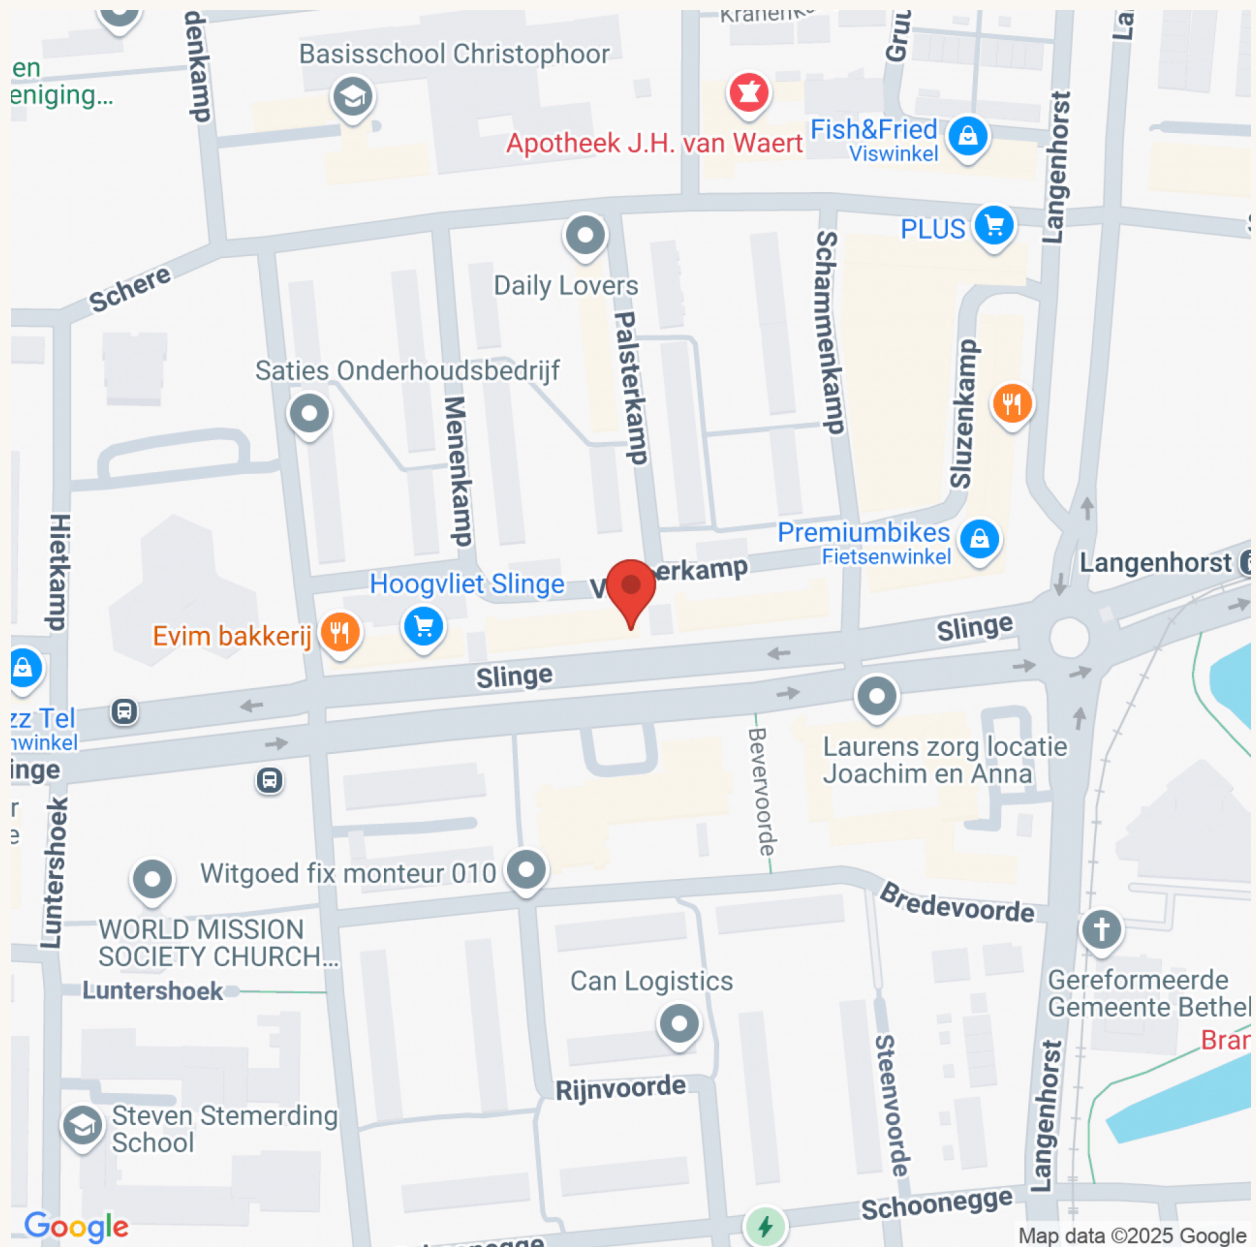 denkamp
Kranenk
Gru
La
Basisschool Christophoor
en
eniging...
Apotheek J.H. van Waert
Fish&Fried
Viswinkel
Langenhorst
PLUS
Schere
Daily Lovers
Schammenkamp
Palsterkamp
Saties Onderhoudsbedrijf
Menenkamp
Sluzenkamp
Hietkamp
Premiumbikes
Fietsenwinkel
Langenhorst
V erkamp
Hoogvliet Slinge
Evim bakkerij
Slinge
Slinge
zz Tel
nwinkel
inge
Laurens zorg locatie
Joachim en Anna
Bevervoorde
r
e
Luntershoek
Witgoed fix monteur 010
Bredevoorde
WORLD MISSION
SOCIETY CHURCH...
Luntershoek
Can Logistics
Gereformeerde
Gemeente Bethel
Bran
Steenvoorde
Rijnvoorde
Langenhorst
Steven Stemerding
School
Schoonegge
Google
negge
Map data ©2025 Google